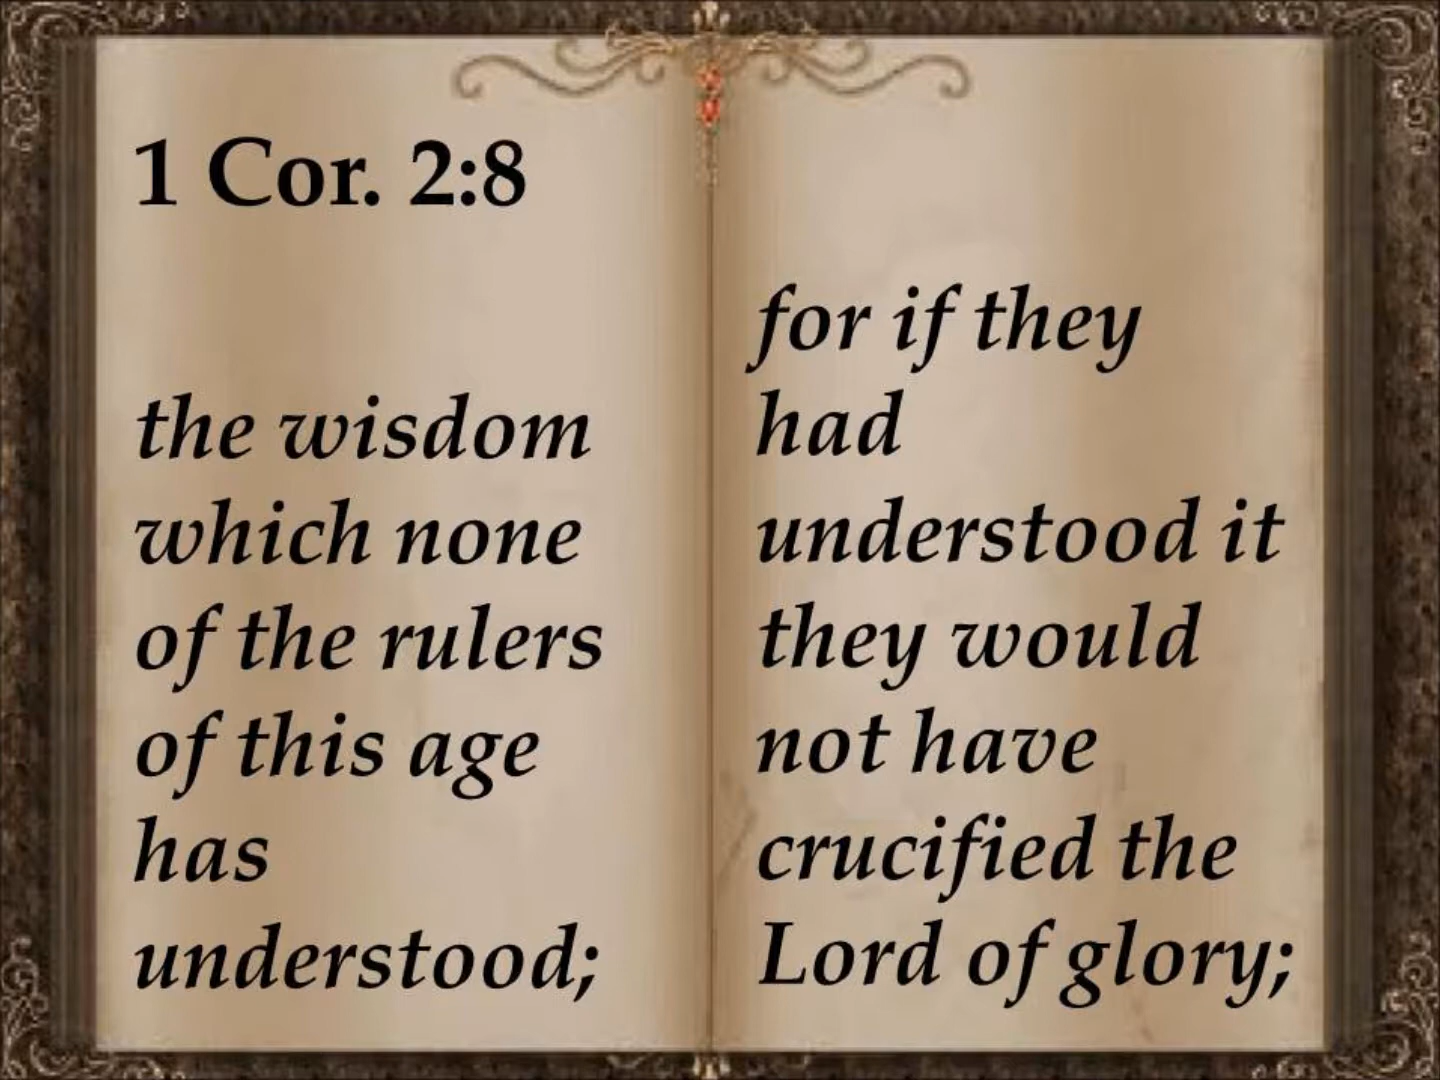 1 Cor. 2:8
the wisdom
which none
of the rulers
of this age
has
understood;
for if they
had
understood it
they would
not have
crucified the
Lord of glory;